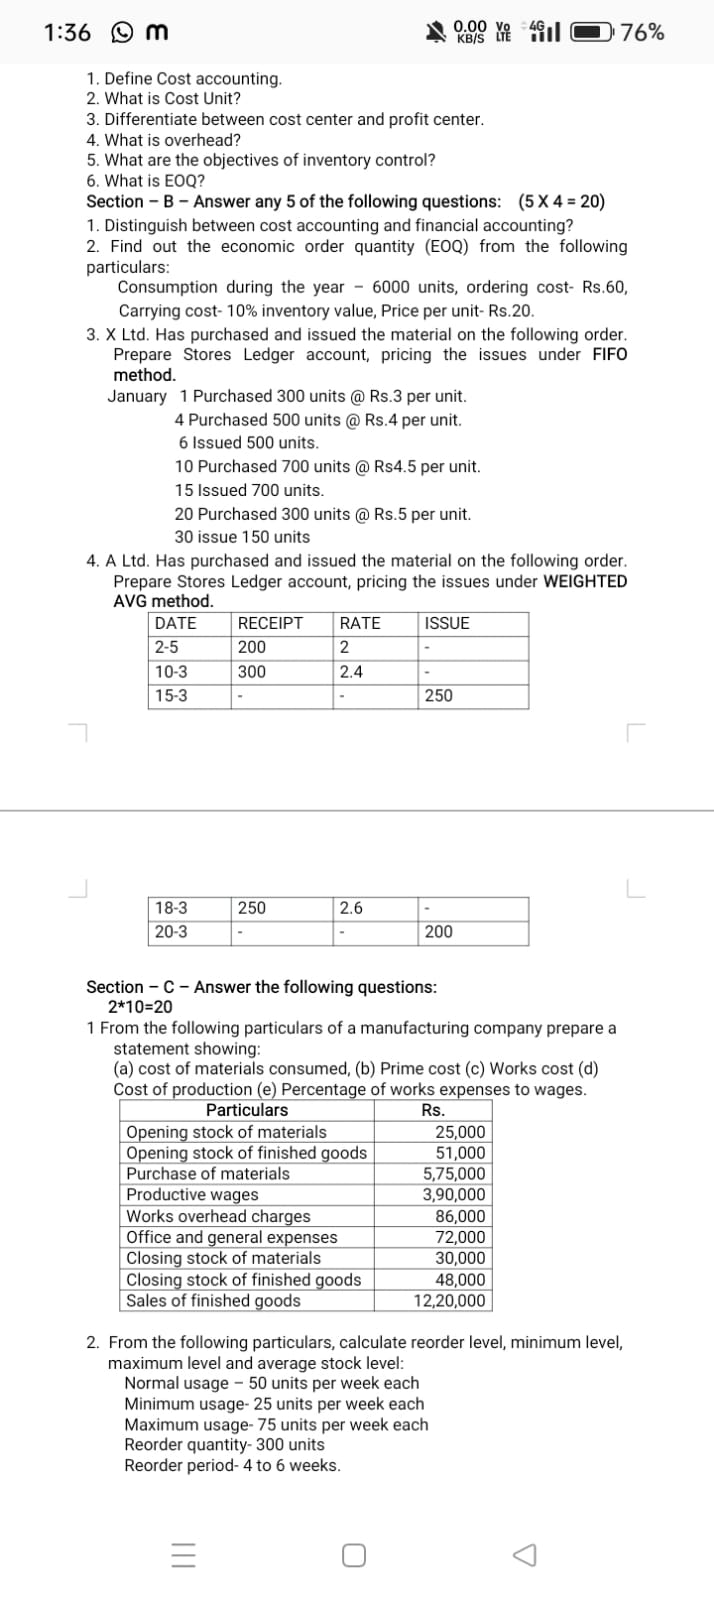 1:36 m 0.00 KB/S Vo LTE 4G 76%
1. Define Cost accounting.
2. What is Cost Unit?
3. Differentiate between cost center and profit center.
4. What is overhead?
5. What are the objectives of inventory control?
6. What is EOQ?
Section – B – Answer any 5 of the following questions: (5 X 4 = 20)
1. Distinguish between cost accounting and financial accounting?
2. Find out the economic order quantity (EOQ) from the following
particulars:
Consumption during the year – 6000 units, ordering cost- Rs.60,
Carrying cost- 10% inventory value, Price per unit- Rs.20.
3. X Ltd. Has purchased and issued the material on the following order.
Prepare Stores Ledger account, pricing the issues under FIFO
method.
January 1 Purchased 300 units @ Rs.3 per unit.
4 Purchased 500 units @ Rs.4 per unit.
6 Issued 500 units.
10 Purchased 700 units @ Rs4.5 per unit.
15 Issued 700 units.
20 Purchased 300 units @ Rs.5 per unit.
30 issue 150 units
4. A Ltd. Has purchased and issued the material on the following order.
Prepare Stores Ledger account, pricing the issues under WEIGHTED
AVG method.
DATE RECEIPT RATE ISSUE
2-5 200 2 -
10-3 300 2.4 -
15-3 - - 250
18-3 250 2.6 -
20-3 - - 200
Section – C – Answer the following questions:
2*10=20
1 From the following particulars of a manufacturing company prepare a
statement showing:
(a) cost of materials consumed, (b) Prime cost (c) Works cost (d)
Cost of production (e) Percentage of works expenses to wages.
Particulars Rs.
Opening stock of materials 25,000
Opening stock of finished goods 51,000
Purchase of materials 5,75,000
Productive wages 3,90,000
Works overhead charges 86,000
Office and general expenses 72,000
Closing stock of materials 30,000
Closing stock of finished goods 48,000
Sales of finished goods 12,20,000
2. From the following particulars, calculate reorder level, minimum level,
maximum level and average stock level:
Normal usage – 50 units per week each
Minimum usage- 25 units per week each
Maximum usage- 75 units per week each
Reorder quantity- 300 units
Reorder period- 4 to 6 weeks.